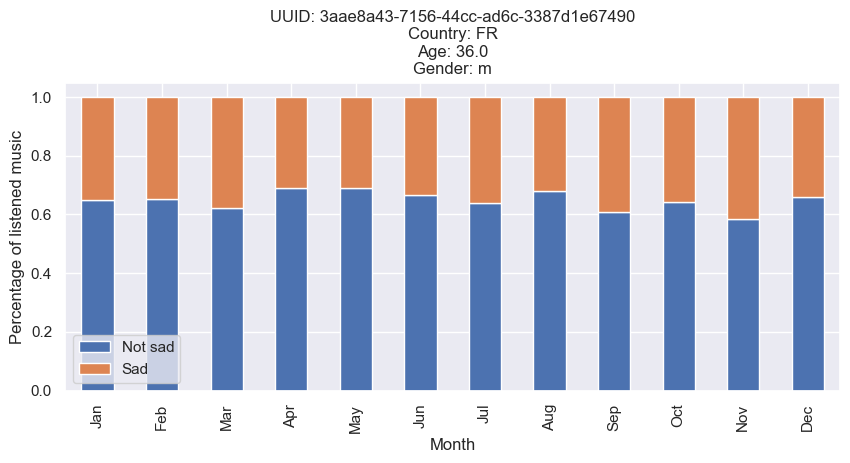 UUID: 3aae8a43-7156-44cc-ad6c-3387d1e67490
Country: FR
Age: 36.0
Gender: m
Percentage of listened music
1.0
0.8
0.6
0.4
0.2
0.0
Not sad
Sad
Jan
Feb
Mar
Apr
May
Jun
Jul
Aug
Sep
Oct
Nov
Dec
Month